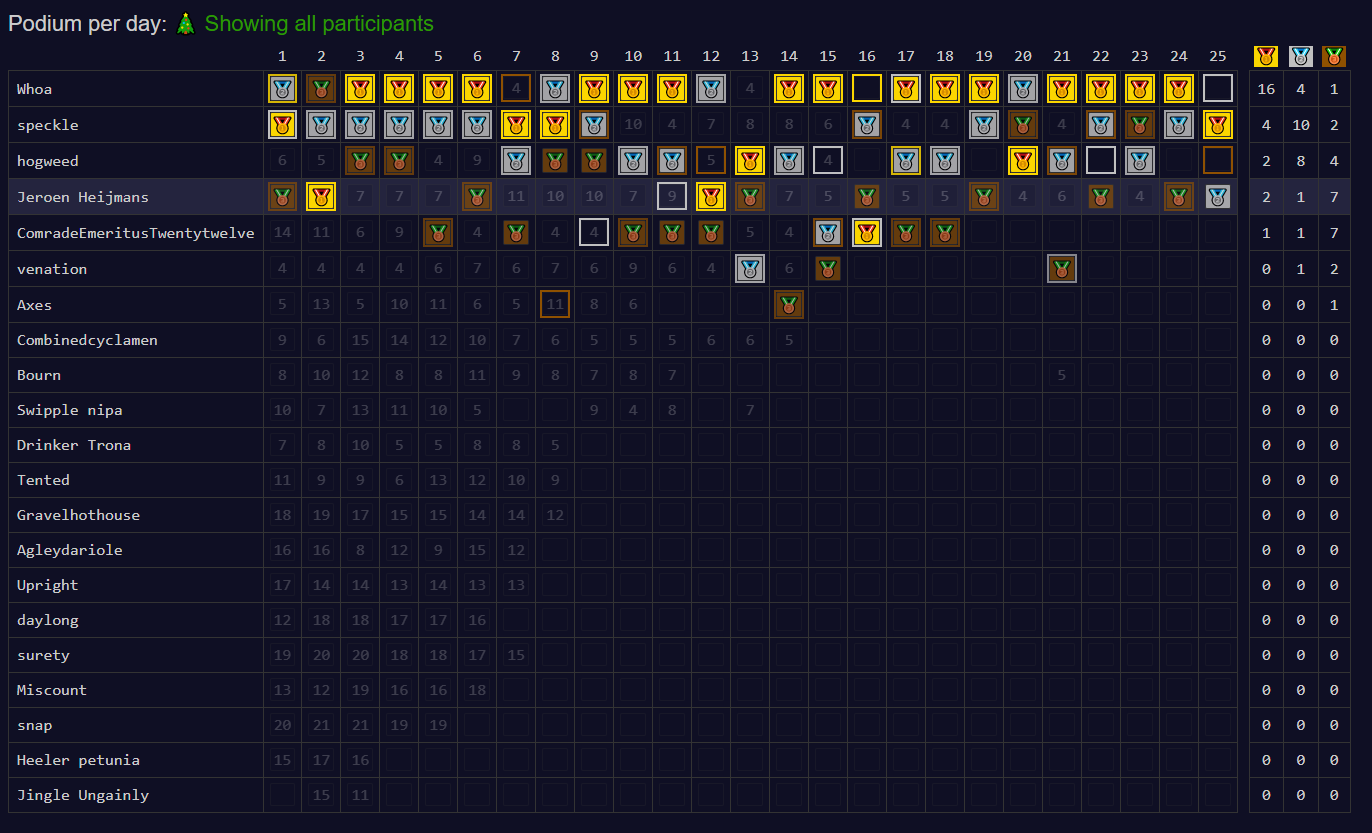 Podium per day: 🎄 Showing all participants
1 2 3 4 5 6 7 8 9 10 11 12 13 14 15 16 17 18 19 20 21 22 23 24 25
Whoa 4 4 16 4 1
speckle 10 4 7 8 8 6 4 4 4 4 10 2
hogweed 6 5 4 9 5 4 2 8 4
Jeroen Heijmans 7 7 7 11 10 10 7 9 7 5 5 5 4 6 4 2 1 7
ComradeEmeritusTwentytwelve 14 11 6 9 4 4 4 5 4 1 1 7
venation 4 4 4 4 6 7 6 7 6 9 6 4 6 0 1 2
Axes 5 13 5 10 11 6 5 11 8 6 0 0 1
Combinedcyclamen 9 6 15 14 12 10 7 6 5 5 5 6 6 5 0 0 0
Bourn 8 10 12 8 8 11 9 8 7 8 7 5 0 0 0
Swipple nipa 10 7 13 11 10 5 9 4 8 7 0 0 0
Drinker Trona 7 8 10 5 5 8 8 5 0 0 0
Tented 11 9 9 6 13 12 10 9 0 0 0
Gravelhothouse 18 19 17 15 15 14 14 12 0 0 0
Agleydariole 16 16 8 12 9 15 12 0 0 0
Upright 17 14 14 13 14 13 13 0 0 0
daylong 12 18 18 17 17 16 0 0 0
surety 19 20 20 18 18 17 15 0 0 0
Miscount 13 12 19 16 16 18 0 0 0
snap 20 21 21 19 19 0 0 0
Heeler petunia 15 17 16 0 0 0
Jingle Ungainly 15 11 0 0 0